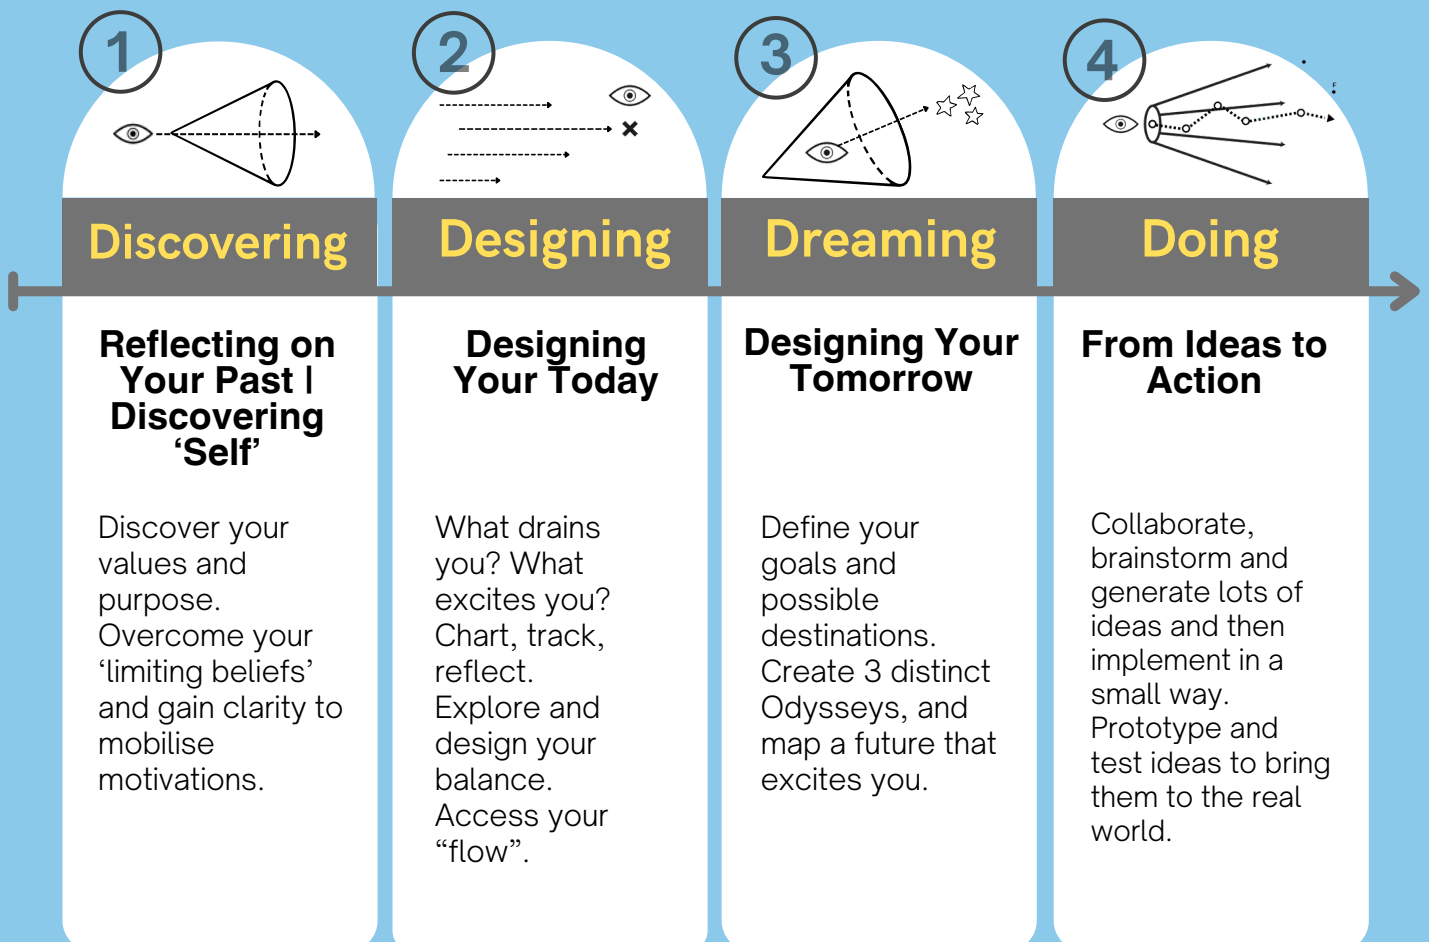 1
Discovering
Reflecting on
Your Past |
Discovering
‘Self’
Discover your
values and
purpose.
Overcome your
‘limiting beliefs’
and gain clarity to
mobilise
motivations.
2
Designing
Designing
Your Today
What drains
you? What
excites you?
Chart, track,
reflect.
Explore and
design your
balance.
Access your
“flow”.
3
Dreaming
Designing Your
Tomorrow
Define your
goals and
possible
destinations.
Create 3 distinct
Odysseys, and
map a future that
excites you.
4
Doing
From Ideas to
Action
Collaborate,
brainstorm and
generate lots of
ideas and then
implement in a
small way.
Prototype and
test ideas to bring
them to the real
world.